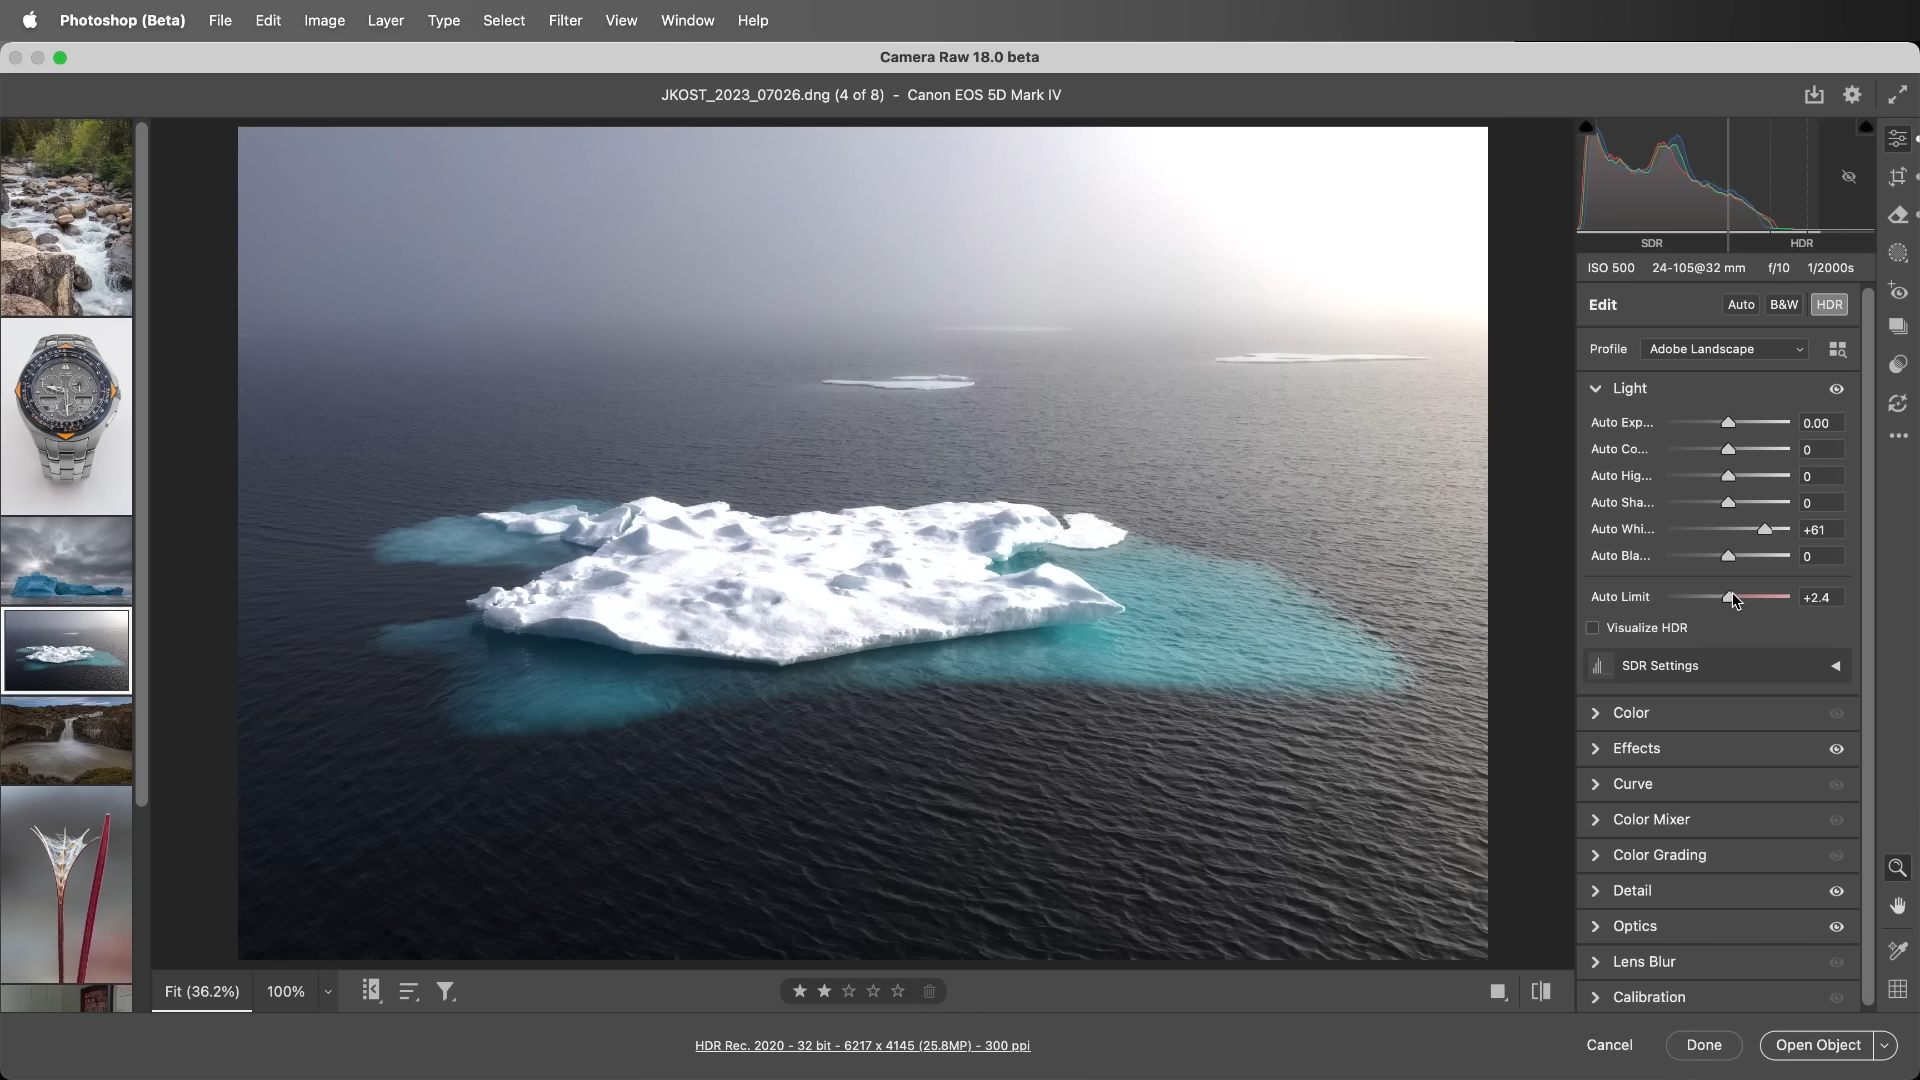 Photoshop (Beta) File Edit Image Layer Type Select Filter View Window Help
Camera Raw 18.0 beta
JKOST_2023_07026.dng (4 of 8) - Canon EOS 5D Mark IV
SDR HDR
ISO 500 24-105@32 mm f/10 1/2000s
Edit Auto B&W HDR
Profile Adobe Landscape
Light
Auto Exp... 0.00
Auto Co... 0
Auto Hig... 0
Auto Sha... 0
Auto Whi... +61
Auto Bla... 0
Auto Limit +2.4
Visualize HDR
SDR Settings
Color
Effects
Curve
Color Mixer
Color Grading
Detail
Optics
Lens Blur
Calibration
Fit (36.2%) 100%
HDR Rec. 2020 - 32 bit - 6217 x 4145 (25.8MP) - 300 ppi
Cancel Done Open Object